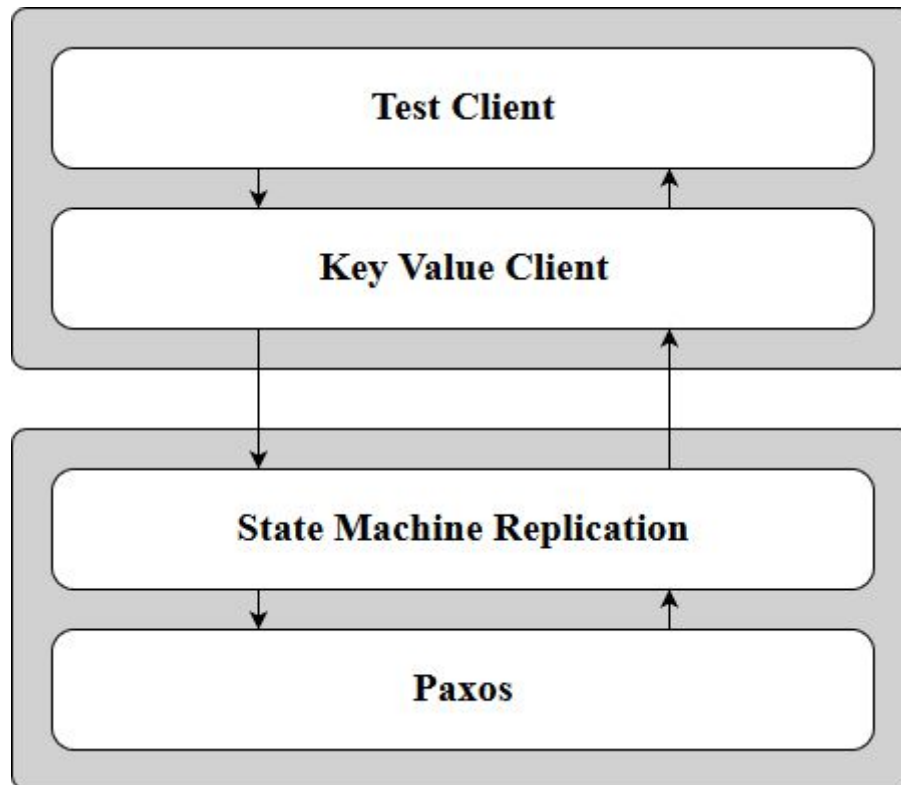 Test Client
Key Value Client
State Machine Replication
Paxos